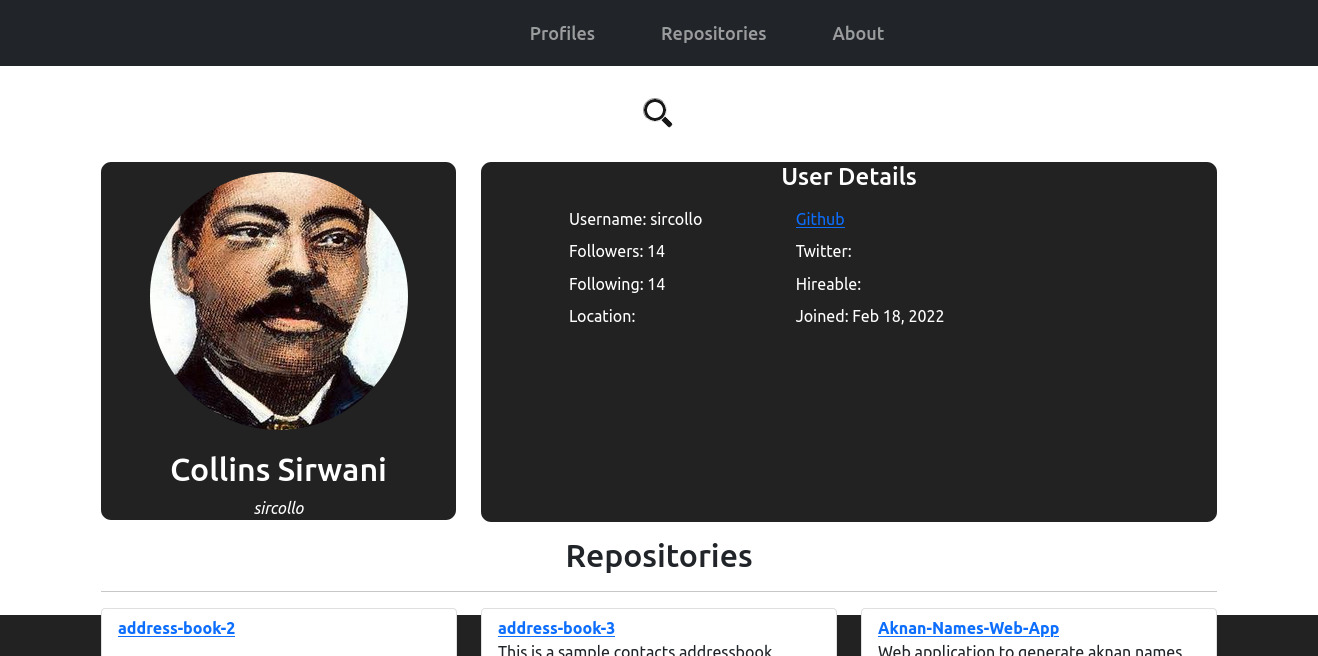 Profiles Repositories About
Collins Sirwani
sircollo
User Details
Username: sircollo
Followers: 14
Following: 14
Location:
Github
Twitter:
Hireable:
Joined: Feb 18, 2022
Repositories
address-book-2
address-book-3
This is a sample contacts addressbook
Aknan-Names-Web-App
Web application to generate aknan names